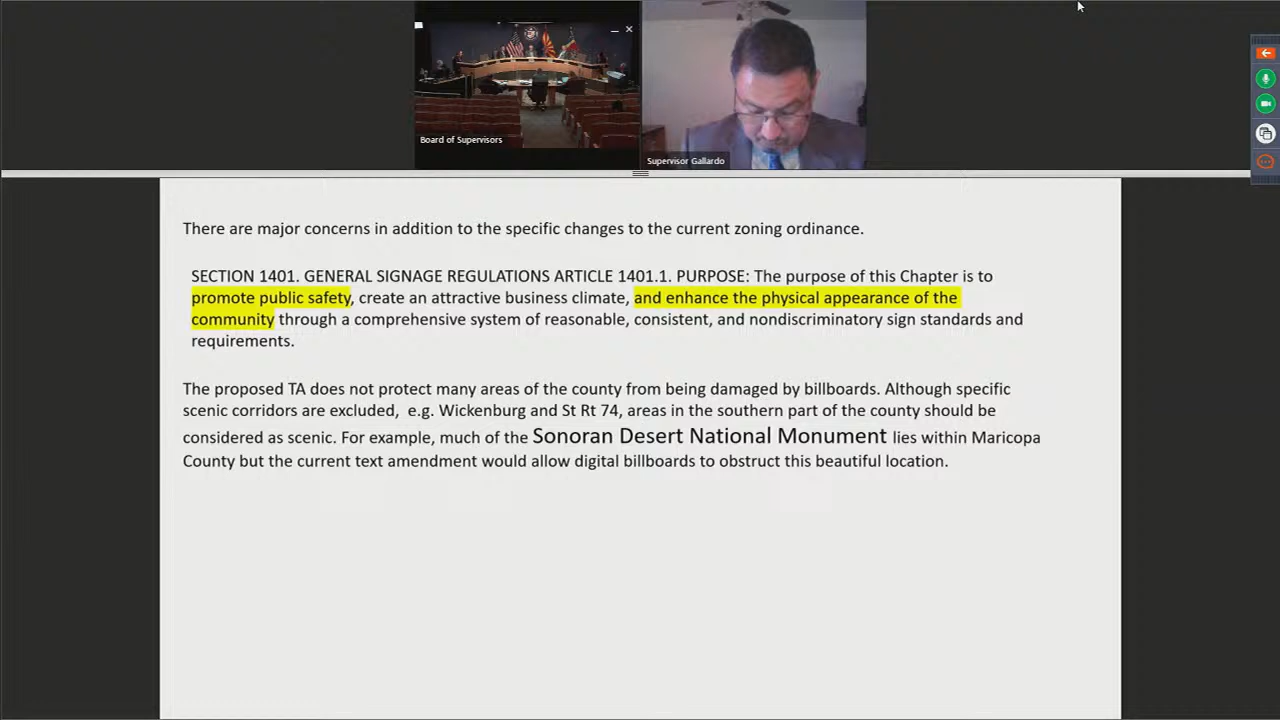 Board of Supervisors
Supervisor Gallardo
There are major concerns in addition to the specific changes to the current zoning ordinance.
SECTION 1401. GENERAL SIGNAGE REGULATIONS ARTICLE 1401.1. PURPOSE: The purpose of this Chapter is to
promote public safety, create an attractive business climate, and enhance the physical appearance of the
community through a comprehensive system of reasonable, consistent, and nondiscriminatory sign standards and
requirements.
The proposed TA does not protect many areas of the county from being damaged by billboards. Although specific
scenic corridors are excluded,  e.g. Wickenburg and St Rt 74, areas in the southern part of the county should be
considered as scenic. For example, much of the Sonoran Desert National Monument lies within Maricopa
County but the current text amendment would allow digital billboards to obstruct this beautiful location.